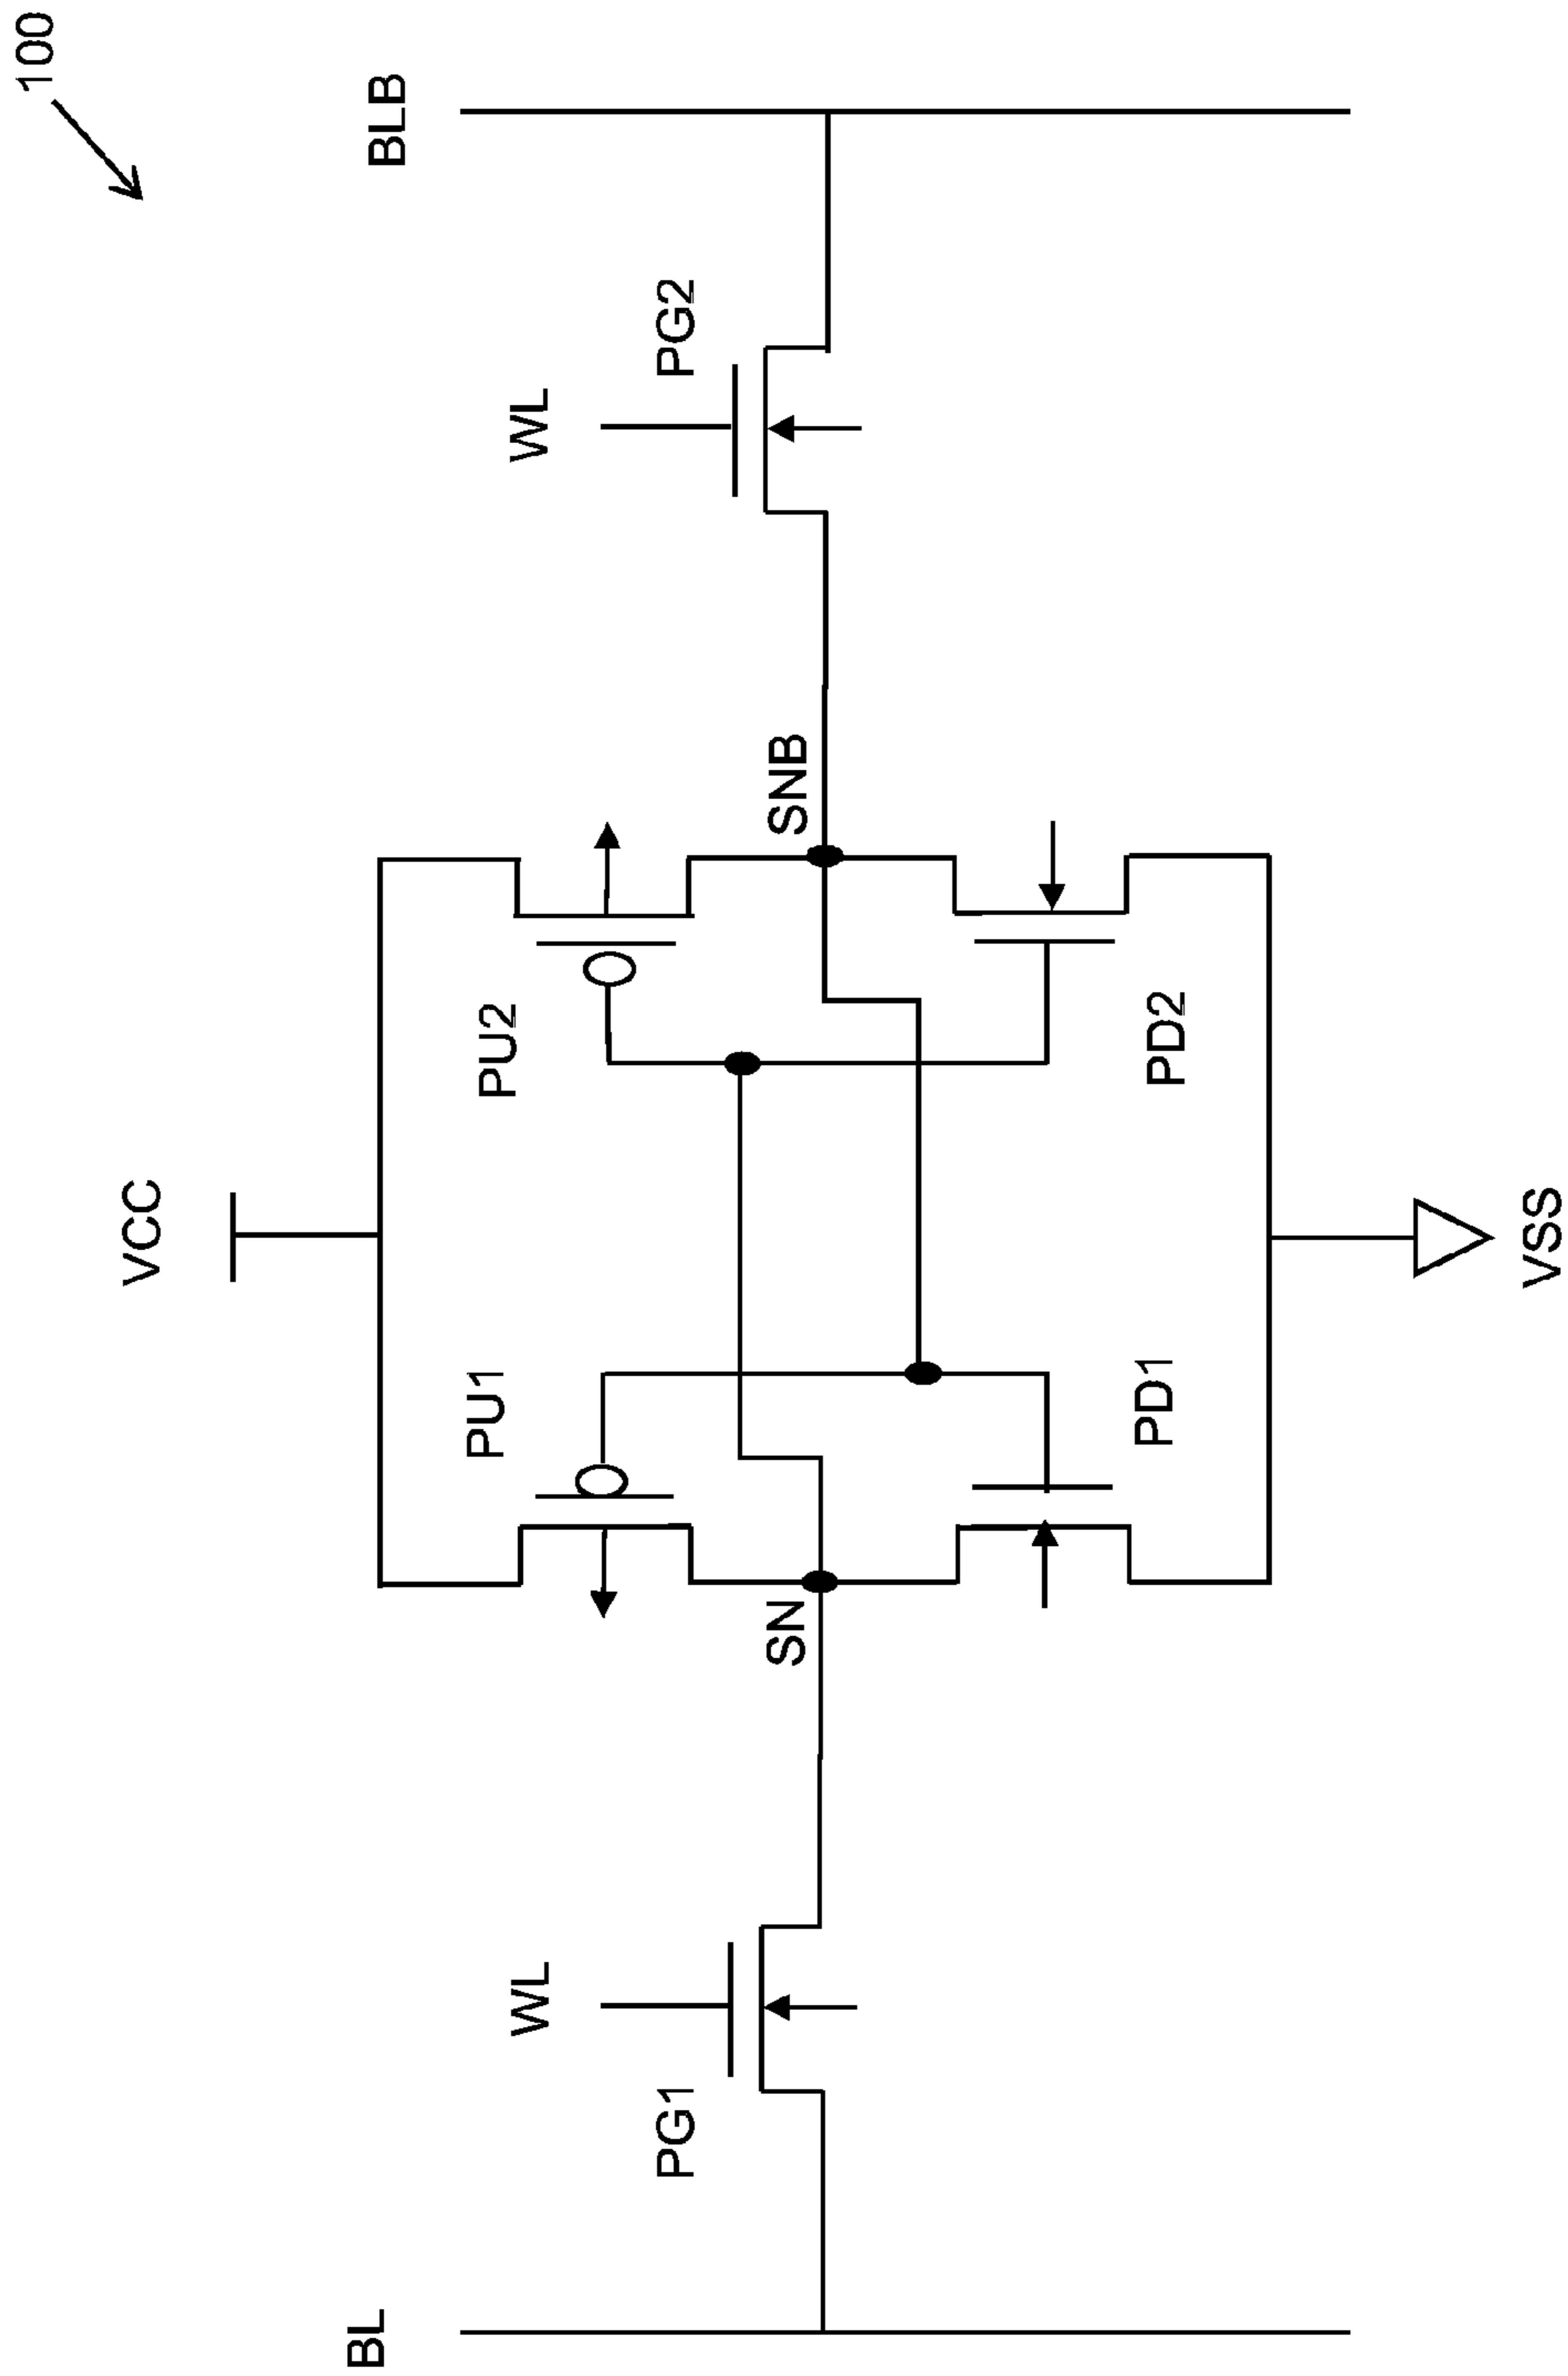 100
VCC
BL
BLB
WL
WL
PG1
PG2
PU1
PU2
SN
SNB
PD1
PD2
VSS